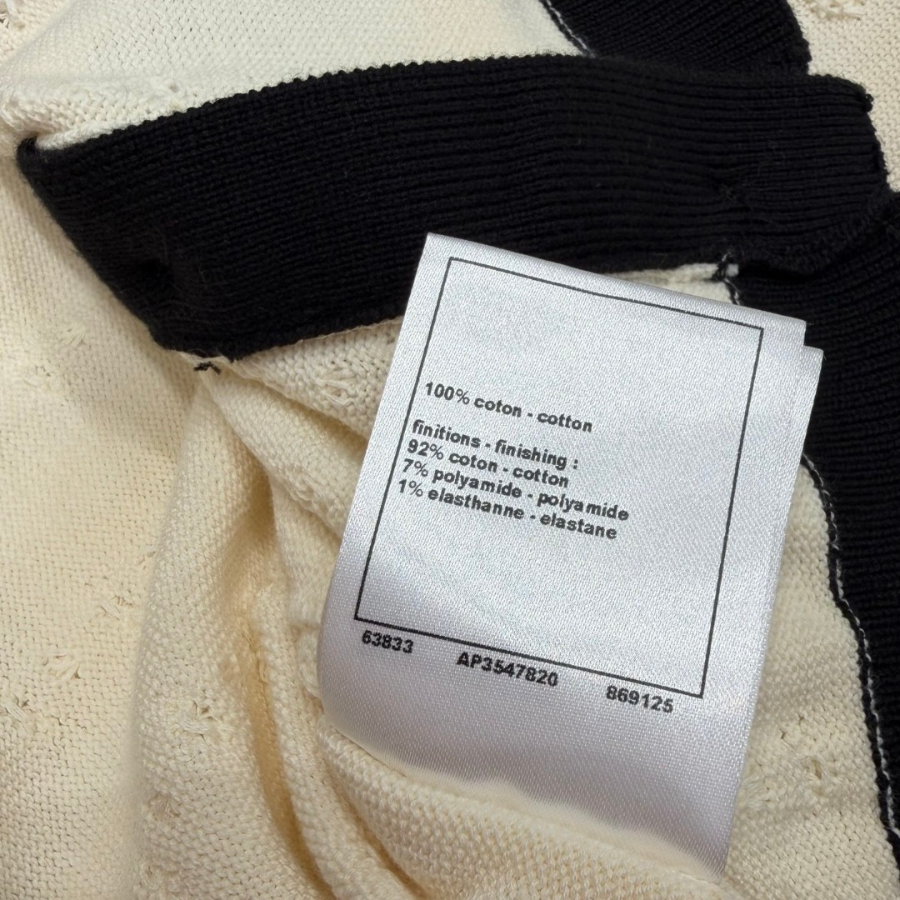 100% coton - cotton
finitions - finishing :
92% coton - cotton
7% polyamide - polyamide
1% elasthanne - elastane
63833 AP3547820 869125